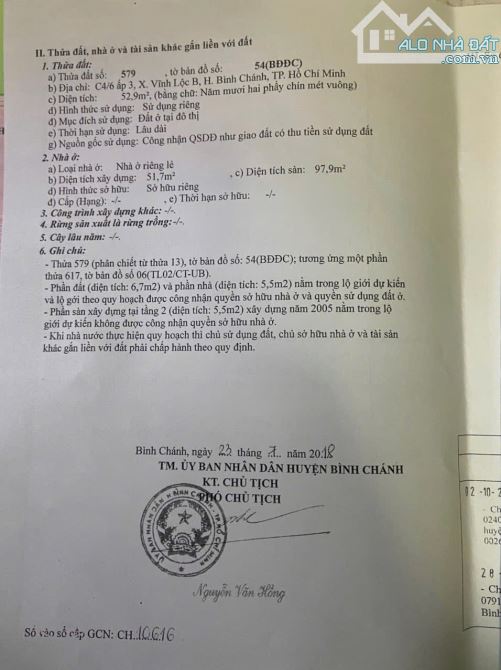 ALO NHÀ ĐẤT
II. Thửa đất, nhà ở và tài sản khác gắn liền với đất
1. Thửa đất:
a) Thửa đất số: 579 , tờ bản đồ số: 54(BĐĐC)
b) Địa chỉ: C4/6 ấp 3, X. Vĩnh Lộc B, H. Bình Chánh, TP. Hồ Chí Minh
c) Diện tích: 52,9m², (bằng chữ: Năm mươi hai phẩy chín mét vuông)
d) Hình thức sử dụng: Sử dụng riêng
đ) Mục đích sử dụng: Đất ở tại đô thị
e) Thời hạn sử dụng: Lâu dài
g) Nguồn gốc sử dụng: Công nhận QSDĐ như giao đất có thu tiền sử dụng đất
2. Nhà ở:
a) Loại nhà ở: Nhà ở riêng lẻ
b) Diện tích xây dựng: 51,7m² , c) Diện tích sàn: 97,9m²
d) Hình thức sở hữu: Sở hữu riêng
đ) Cấp (Hạng): -/- , e) Thời hạn sở hữu: -/-
3. Công trình xây dựng khác: -/-.
4. Rừng sản xuất là rừng trồng:-/-.
5. Cây lâu năm: -/-.
6. Ghi chú:
- Thửa 579 (phân chiết từ thửa 13), tờ bản đồ số: 54(BĐĐC); tương ứng một phần
thửa 617, tờ bản đồ số 06(TL02/CT-UB).
- Phần đất (diện tích: 6,7m2) và phần nhà (diện tích: 5,5m2) nằm trong lộ giới dự kiến
và lộ gới theo quy hoạch được công nhận quyền sở hữu nhà ở và quyền sử dụng đất ở.
- Phần sàn xây dựng tại tầng 2 (diện tích: 5,5m2) xây dựng năm 2005 nằm trong lộ
giới dự kiến không được công nhận quyền sở hữu nhà ở.
- Khi nhà nước thực hiện quy hoạch thì chủ sử dụng đất, chủ sở hữu nhà ở và tài sản
khác gắn liền với đất phải chấp hành theo quy định.
Bình Chánh, ngày 23 tháng 7.. năm 2018
TM. ỦY BAN NHÂN DÂN HUYỆN BÌNH CHÁNH
KT. CHỦ TỊCH
PHÓ CHỦ TỊCH
Nguyễn Văn Hồng
Số vào sổ cấp GCN: CH 10616
02 -10- 2
- Ch
0240
huyệ
0026
28 -
- Ch
0791
Bình